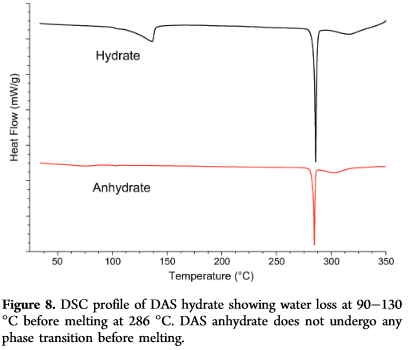 Heat Flow (mW/g)
Hydrate
Anhydrate
50 100 150 200 250 300 350
Temperature (°C)
Figure 8. DSC profile of DAS hydrate showing water loss at 90−130
°C before melting at 286 °C. DAS anhydrate does not undergo any
phase transition before melting.